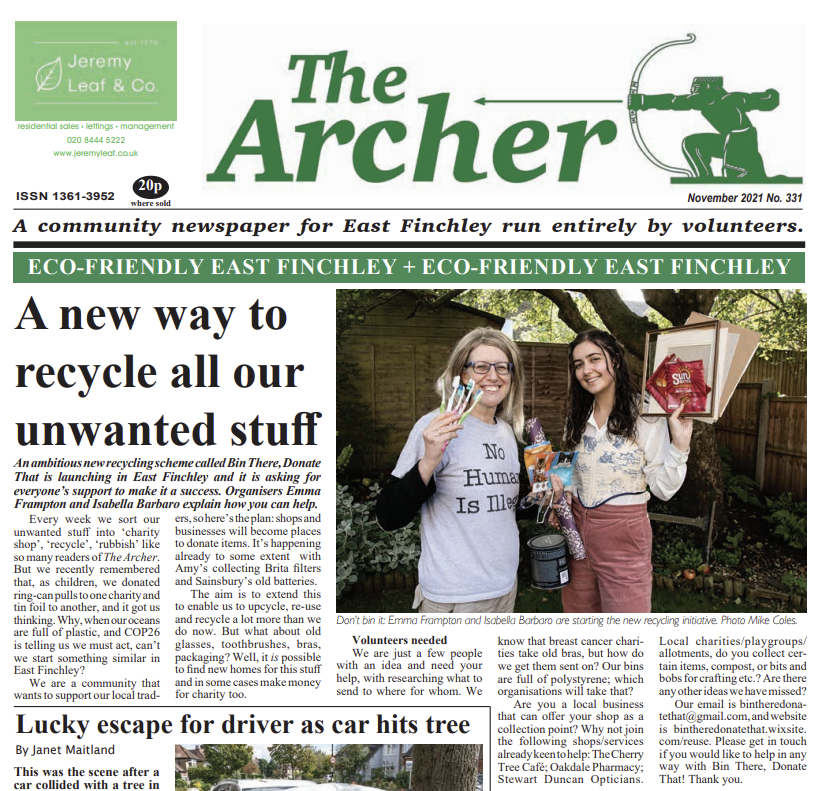 EST 1976
Jeremy
Leaf & Co.
residential sales • lettings • management
020 8444 5222
www.jeremyleaf.co.uk
The
Archer
ISSN 1361-3952
20p
where sold
November 2021 No. 331
A community newspaper for East Finchley run entirely by volunteers.
ECO-FRIENDLY EAST FINCHLEY + ECO-FRIENDLY EAST FINCHLEY
A new way to
recycle all our
unwanted stuff
An ambitious new recycling scheme called Bin There, Donate
That is launching in East Finchley and it is asking for
everyone's support to make it a success. Organisers Emma
Frampton and Isabella Barbaro explain how you can help.
Every week we sort our
unwanted stuff into ‘charity
shop’, ‘recycle’, ‘rubbish’ like
so many readers of The Archer.
But we recently remembered
that, as children, we donated
ring-can pulls to one charity and
tin foil to another, and it got us
thinking. Why, when our oceans
are full of plastic, and COP26
is telling us we must act, can't
we start something similar in
East Finchley?
We are a community that
wants to support our local trad-
ers, so here's the plan: shops and
businesses will become places
to donate items. It's happening
already to some extent with
Amy's collecting Brita filters
and Sainsbury's old batteries.
The aim is to extend this
to enable us to upcycle, re-use
and recycle a lot more than we
do now. But what about old
glasses, toothbrushes, bras,
packaging? Well, it is possible
to find new homes for this stuff
and in some cases make money
for charity too.
No
Human
Is Illeg
SUN
Don't bin it: Emma Frampton and Isabella Barbaro are starting the new recycling initiative. Photo Mike Coles.
Volunteers needed
We are just a few people
with an idea and need your
help, with researching what to
send to where for whom. We
know that breast cancer chari-
ties take old bras, but how do
we get them sent on? Our bins
are full of polystyrene; which
organisations will take that?
Are you a local business
that can offer your shop as a
collection point? Why not join
the following shops/services
already keen to help: The Cherry
Tree Café; Oakdale Pharmacy;
Stewart Duncan Opticians.
Local charities/playgroups/
allotments, do you collect cer-
tain items, compost, or bits and
bobs for crafting etc.? Are there
any other ideas we have missed?
Our email is bintheredona-
tethat@gmail.com, and website
is bintheredonatethat.wixsite.
com/reuse. Please get in touch
if you would like to help in any
way with Bin There, Donate
That! Thank you.
Lucky escape for driver as car hits tree
By Janet Maitland
This was the scene after a
car collided with a tree in